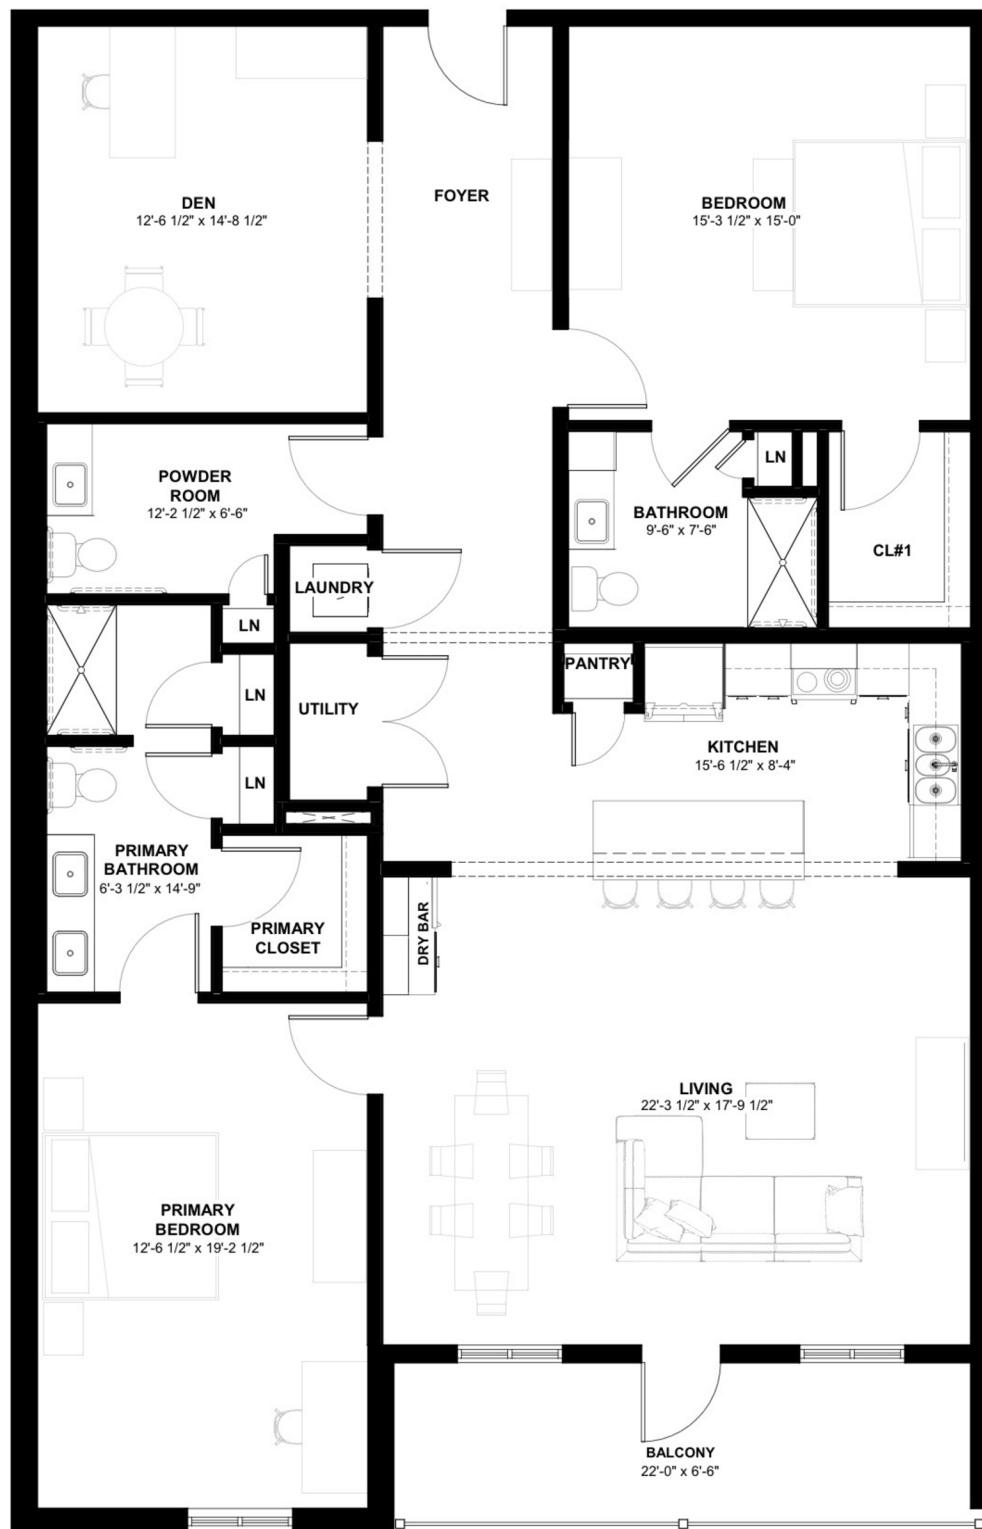 DEN
12'-6 1/2" x 14'-8 1/2"
FOYER
BEDROOM
15'-3 1/2" x 15'-0"
POWDER
ROOM
12'-2 1/2" x 6'-6"
LN
BATHROOM
9'-6" x 7'-6"
CL#1
LAUNDRY
LN
PANTRY
LN
UTILITY
KITCHEN
15'-6 1/2" x 8'-4"
LN
PRIMARY
BATHROOM
6'-3 1/2" x 14'-9"
PRIMARY
CLOSET
DRY BAR
LIVING
22'-3 1/2" x 17'-9 1/2"
PRIMARY
BEDROOM
12'-6 1/2" x 19'-2 1/2"
BALCONY
22'-0" x 6'-6"